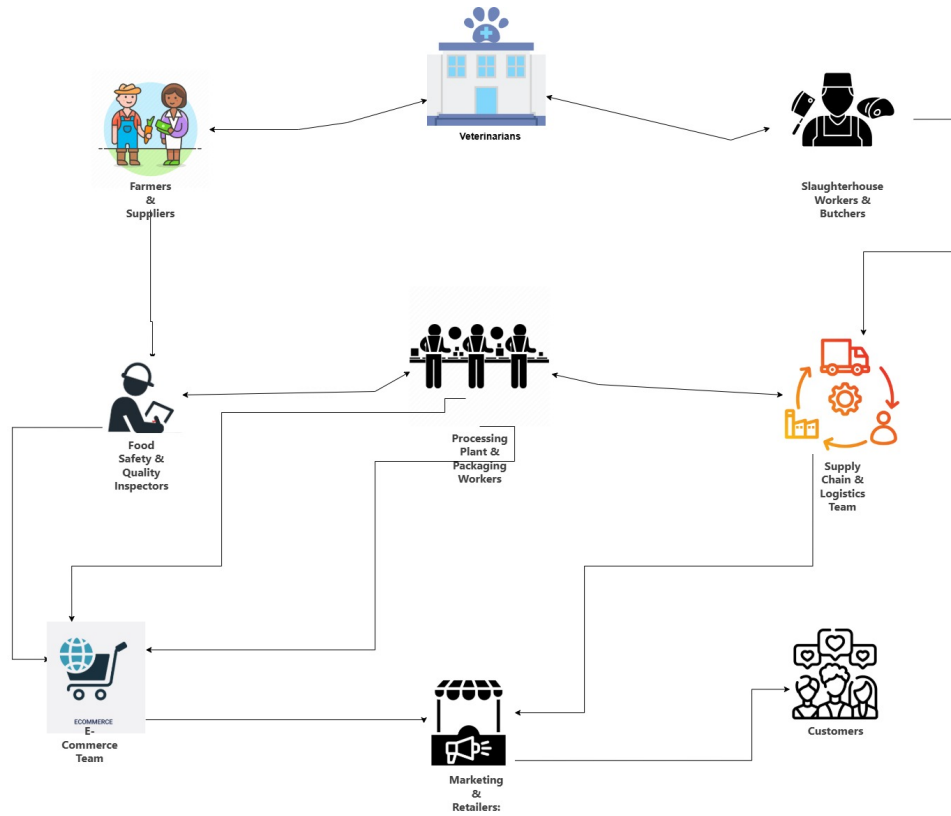 Veterinarians
Farmers
&
Suppliers
Slaughterhouse
Workers &
Butchers
Food
Safety &
Quality
Inspectors
Processing
Plant &
Packaging
Workers
Supply
Chain &
Logistics
Team
ECOMMERCE
E-
Commerce
Team
Marketing
&
Retailers:
Customers